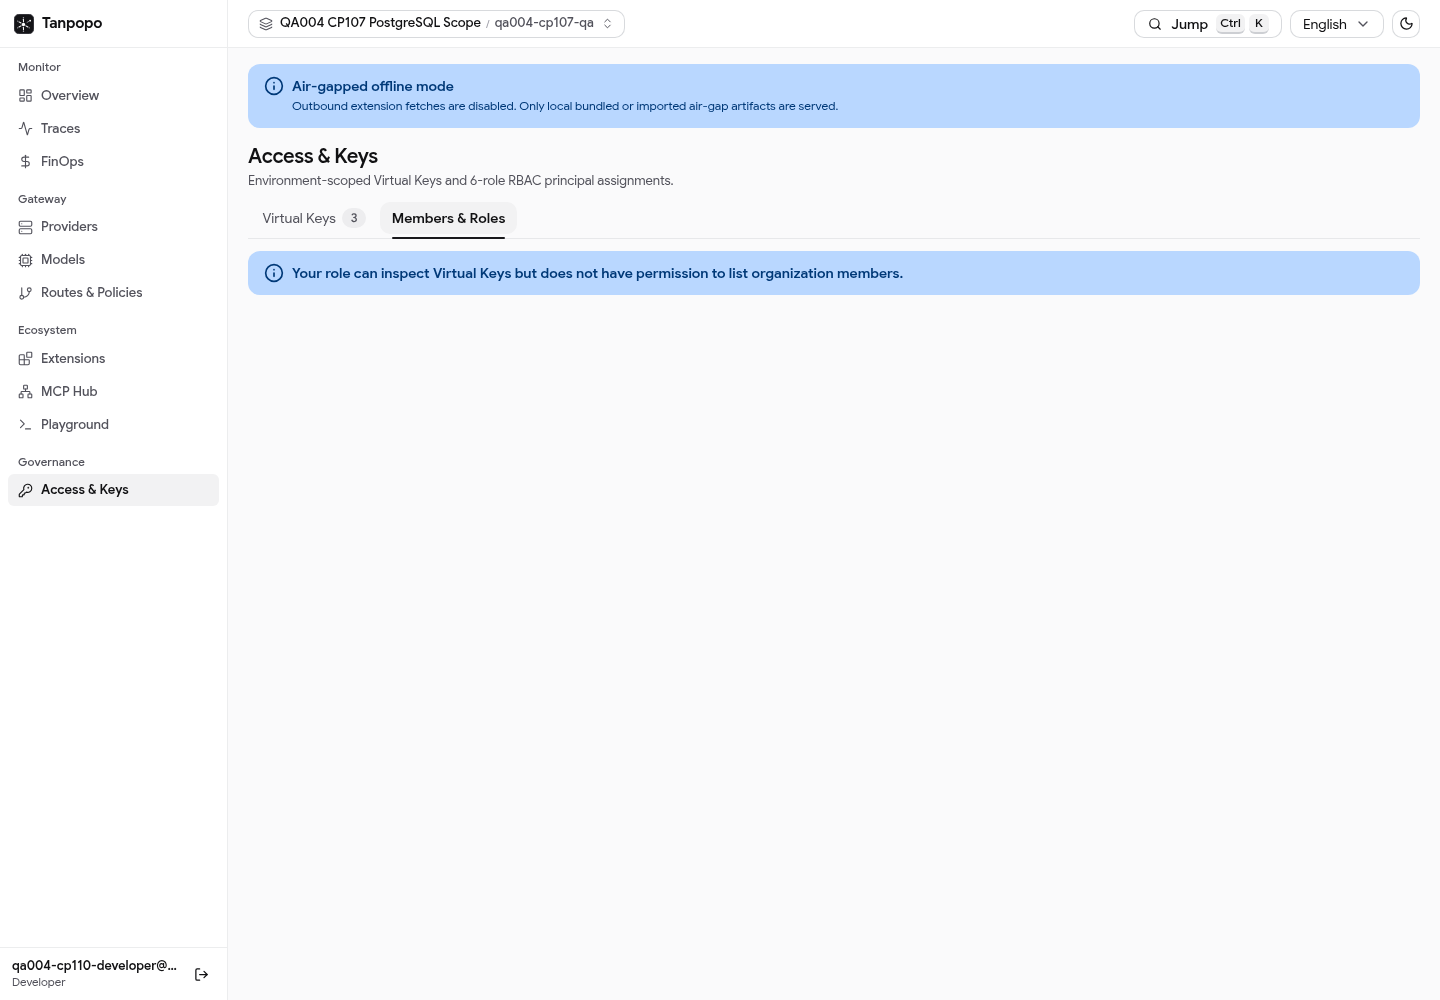 Tanpopo
QA004 CP107 PostgreSQL Scope / qa004-cp107-qa
Jump Ctrl K
English
Monitor
Overview
Traces
FinOps
Gateway
Providers
Models
Routes & Policies
Ecosystem
Extensions
MCP Hub
Playground
Governance
Access & Keys
qa004-cp110-developer@...
Developer
Air-gapped offline mode
Outbound extension fetches are disabled. Only local bundled or imported air-gap artifacts are served.
Access & Keys
Environment-scoped Virtual Keys and 6-role RBAC principal assignments.
Virtual Keys 3 Members & Roles
Your role can inspect Virtual Keys but does not have permission to list organization members.